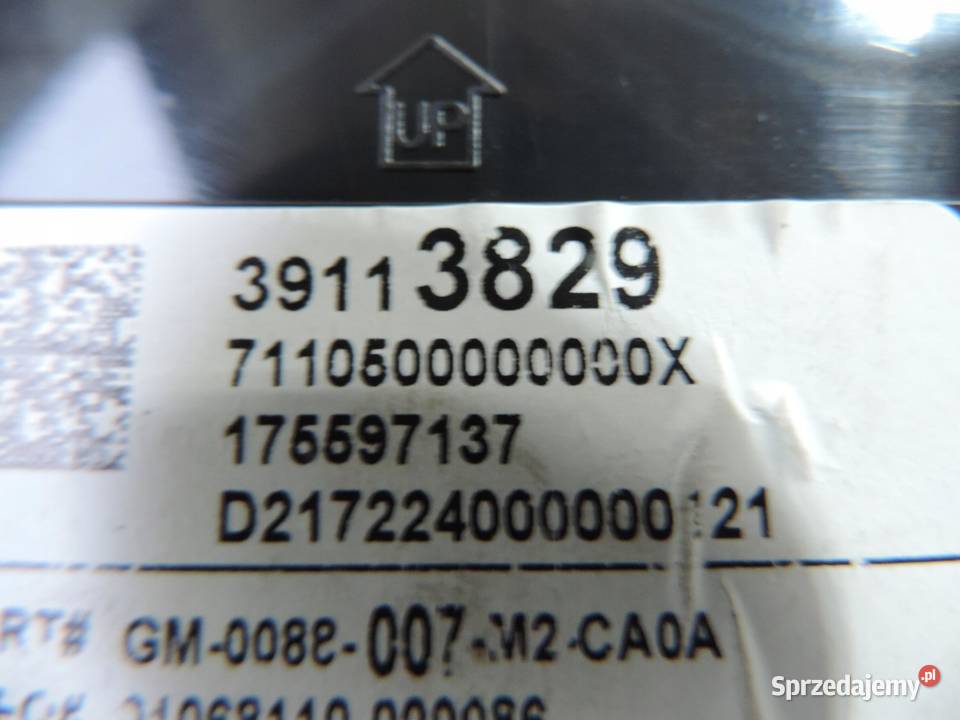 UP
39113829
7110500000000X
175597137
D217224000000121
GM-0088-007-M2-CA0A
Sprzedajemy.pl